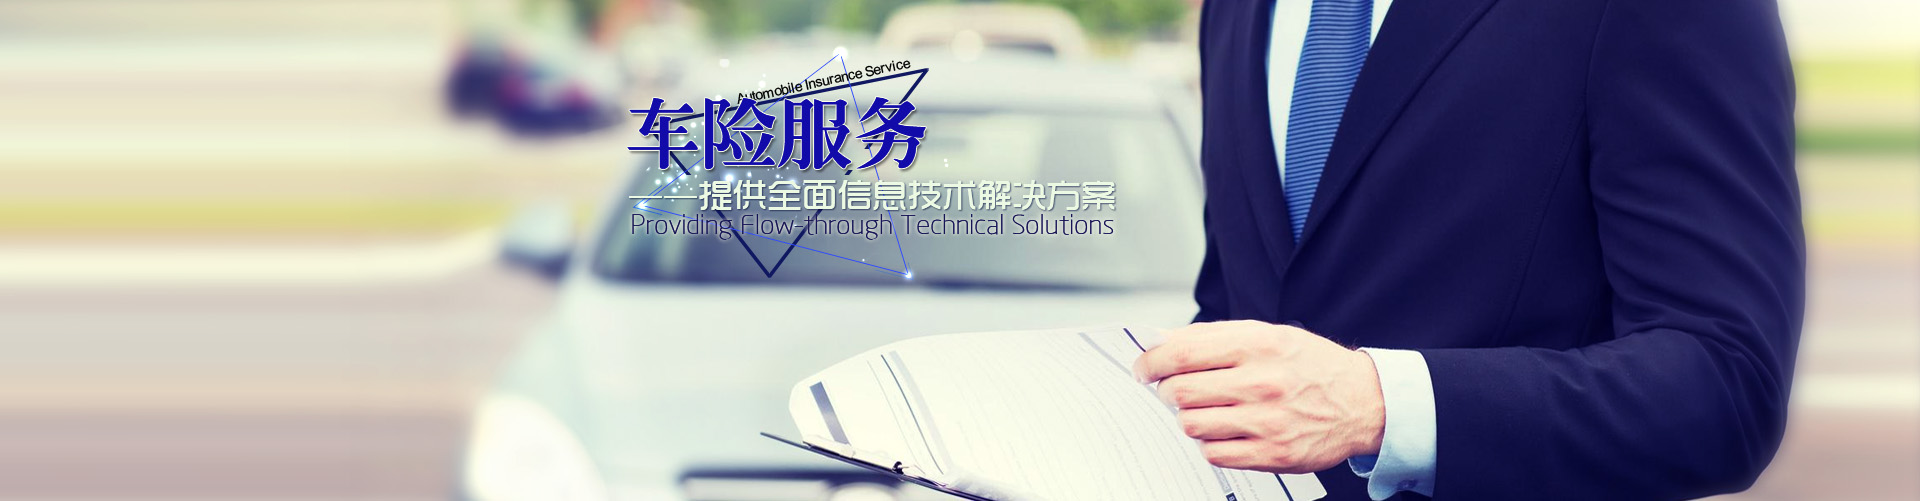 Automobile Insurance Service
车险服务
——提供全面信息技术解决方案
Providing Flow-through Technical Solutions